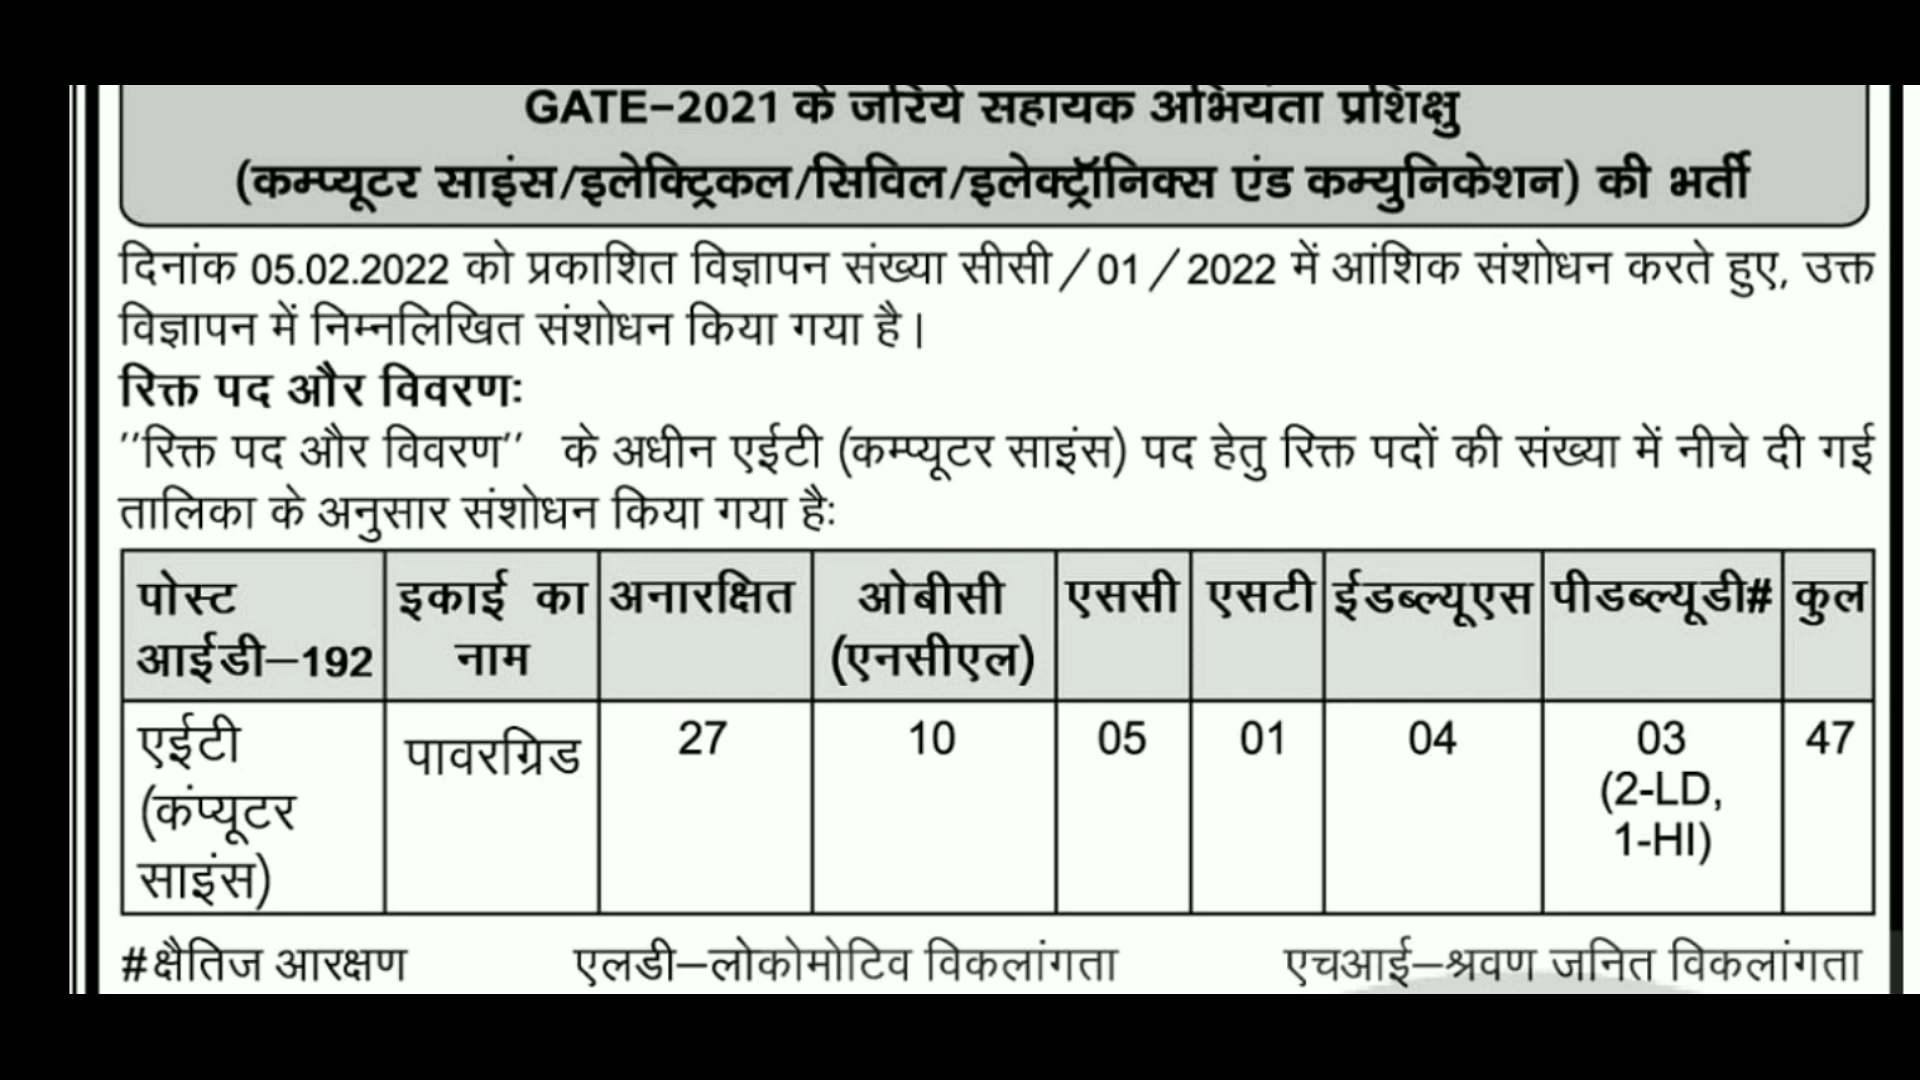 GATE–2021 के जरिये सहायक अभियंता प्रशिक्षु
(कम्प्यूटर साइंस/इलेक्ट्रिकल/सिविल/इलेक्ट्रॉनिक्स एंड कम्युनिकेशन) की भर्ती
दिनांक 05.02.2022 को प्रकाशित विज्ञापन संख्या सीसी/01/2022 में आंशिक संशोधन करते हुए, उक्त
विज्ञापन में निम्नलिखित संशोधन किया गया है।
रिक्त पद और विवरण:
''रिक्त पद और विवरण'' के अधीन एईटी (कम्प्यूटर साइंस) पद हेतु रिक्त पदों की संख्या में नीचे दी गई
तालिका के अनुसार संशोधन किया गया है:
पोस्ट इकाई का अनारक्षित ओबीसी एससी एसटी ईडब्ल्यूएस पीडब्ल्यूडी# कुल
आईडी–192 नाम (एनसीएल)
एईटी पावरग्रिड 27 10 05 01 04 03 47
(कंप्यूटर (2-LD,
साइंस) 1-HI)
#क्षैतिज आरक्षण एलडी–लोकोमोटिव विकलांगता एचआई–श्रवण जनित विकलांगता